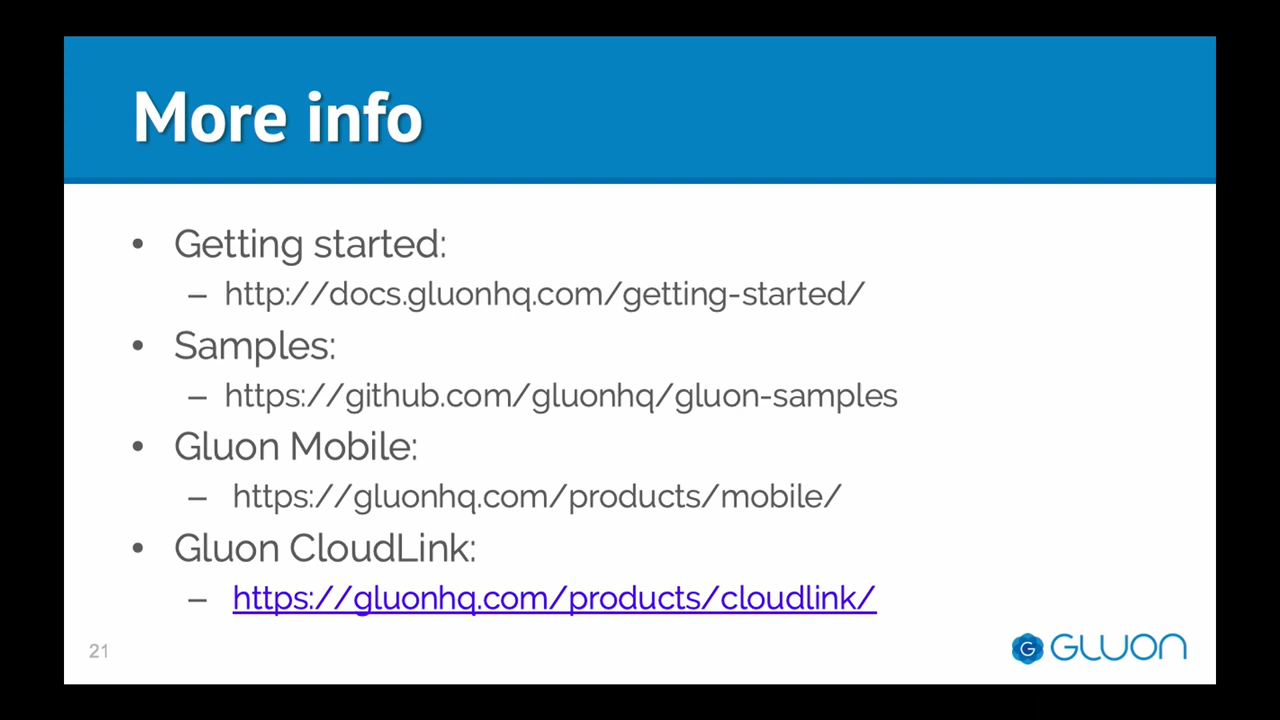 More info
• Getting started:
– http://docs.gluonhq.com/getting-started/
• Samples:
– https://github.com/gluonhq/gluon-samples
• Gluon Mobile:
– https://gluonhq.com/products/mobile/
• Gluon CloudLink:
– https://gluonhq.com/products/cloudlink/
21
G GLUON